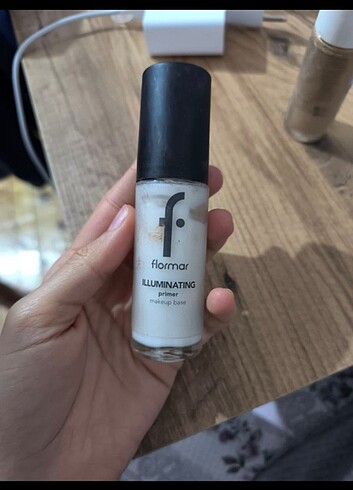 f
flormar
ILLUMINATING
primer
makeup base